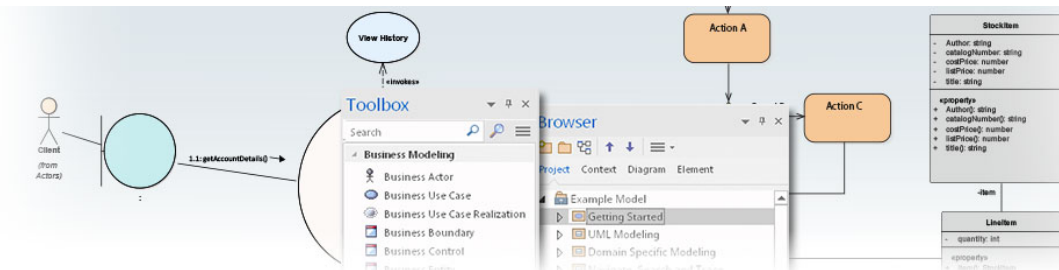 View History
«invokes»
Client
(from
Actors)
1.1:getAccountDetails()
:
Toolbox
Search
Business Modeling
Business Actor
Business Use Case
Business Use Case Realization
Business Boundary
Business Control
Business Entity
Browser
Project Context Diagram Element
Example Model
Getting Started
UML Modeling
Domain Specific Modeling
Action A
Action C
StockItem
- Author: string
- catalogNumber: string
- costPrice: number
- listPrice: number
- title: string
«property»
+ Author(): string
+ catalogNumber(): string
+ costPrice(): number
+ listPrice(): number
+ title(): string
-item
LineItem
- quantity: int
«property»